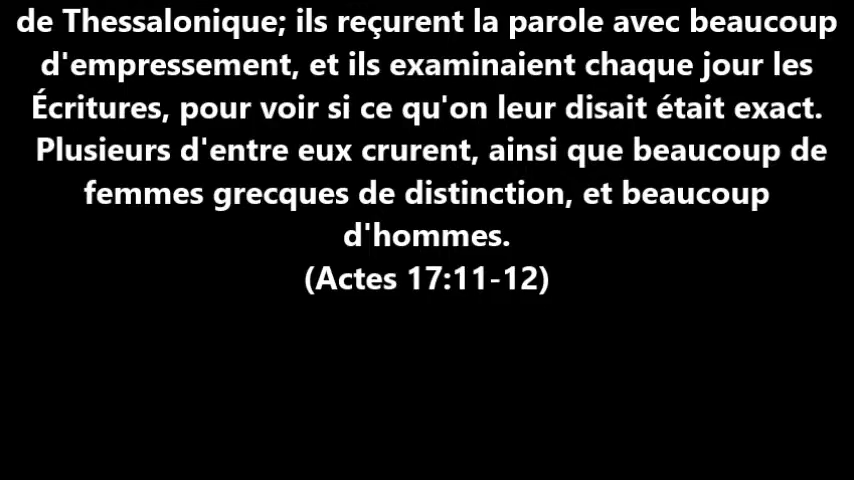 de Thessalonique; ils reçurent la parole avec beaucoup
d'empressement, et ils examinaient chaque jour les
Écritures, pour voir si ce qu'on leur disait était exact.
Plusieurs d'entre eux crurent, ainsi que beaucoup de
femmes grecques de distinction, et beaucoup
d'hommes.
(Actes 17:11-12)